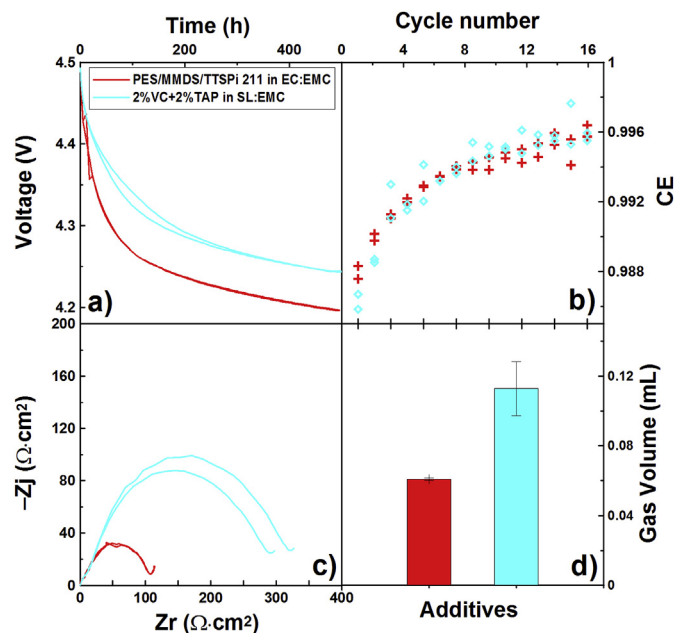 Time (h)
Cycle number
0 100 200 300 400 500
0 4 8 12 16
PES/MMDS/TTSPi 211 in EC:EMC
2%VC+2%TAP in SL:EMC
Voltage (V)
4.5
4.4
4.3
4.2
a)
CE
1
0.996
0.992
0.988
b)
–Zj (Ω·cm2)
200
160
120
80
40
0
c)
0 100 200 300 400
Zr (Ω·cm2)
Gas Volume (mL)
0.12
0.08
0.04
0
d)
Additives